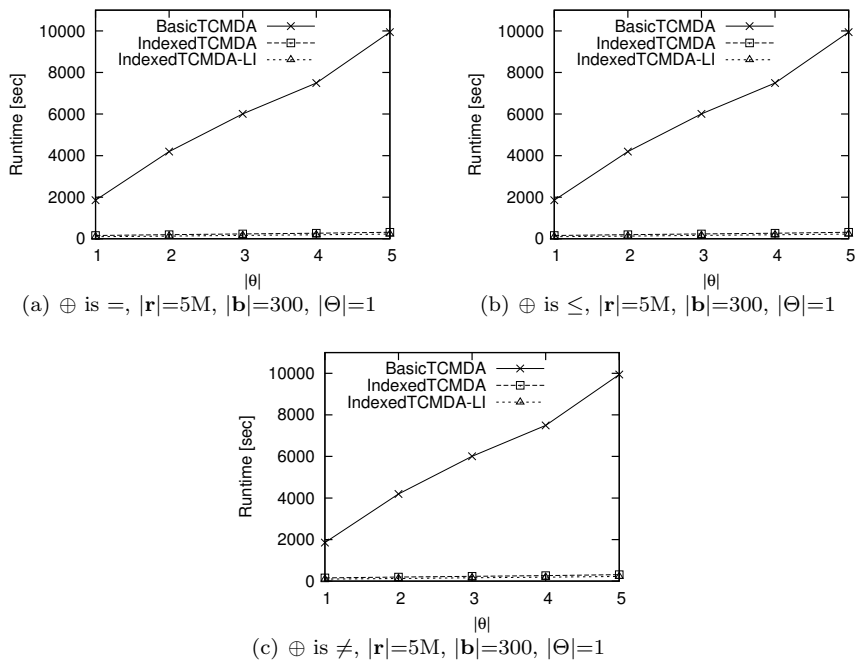 10000
8000
6000
4000
2000
0
Runtime [sec]
BasicTCMDA
IndexedTCMDA
IndexedTCMDA-LI
1 2 3 4 5
|θ|
(a) ⊕ is =, |r|=5M, |b|=300, |Θ|=1
10000
8000
6000
4000
2000
0
Runtime [sec]
BasicTCMDA
IndexedTCMDA
IndexedTCMDA-LI
1 2 3 4 5
|θ|
(b) ⊕ is ≤, |r|=5M, |b|=300, |Θ|=1
10000
8000
6000
4000
2000
0
Runtime [sec]
BasicTCMDA
IndexedTCMDA
IndexedTCMDA-LI
1 2 3 4 5
|θ|
(c) ⊕ is ≠, |r|=5M, |b|=300, |Θ|=1